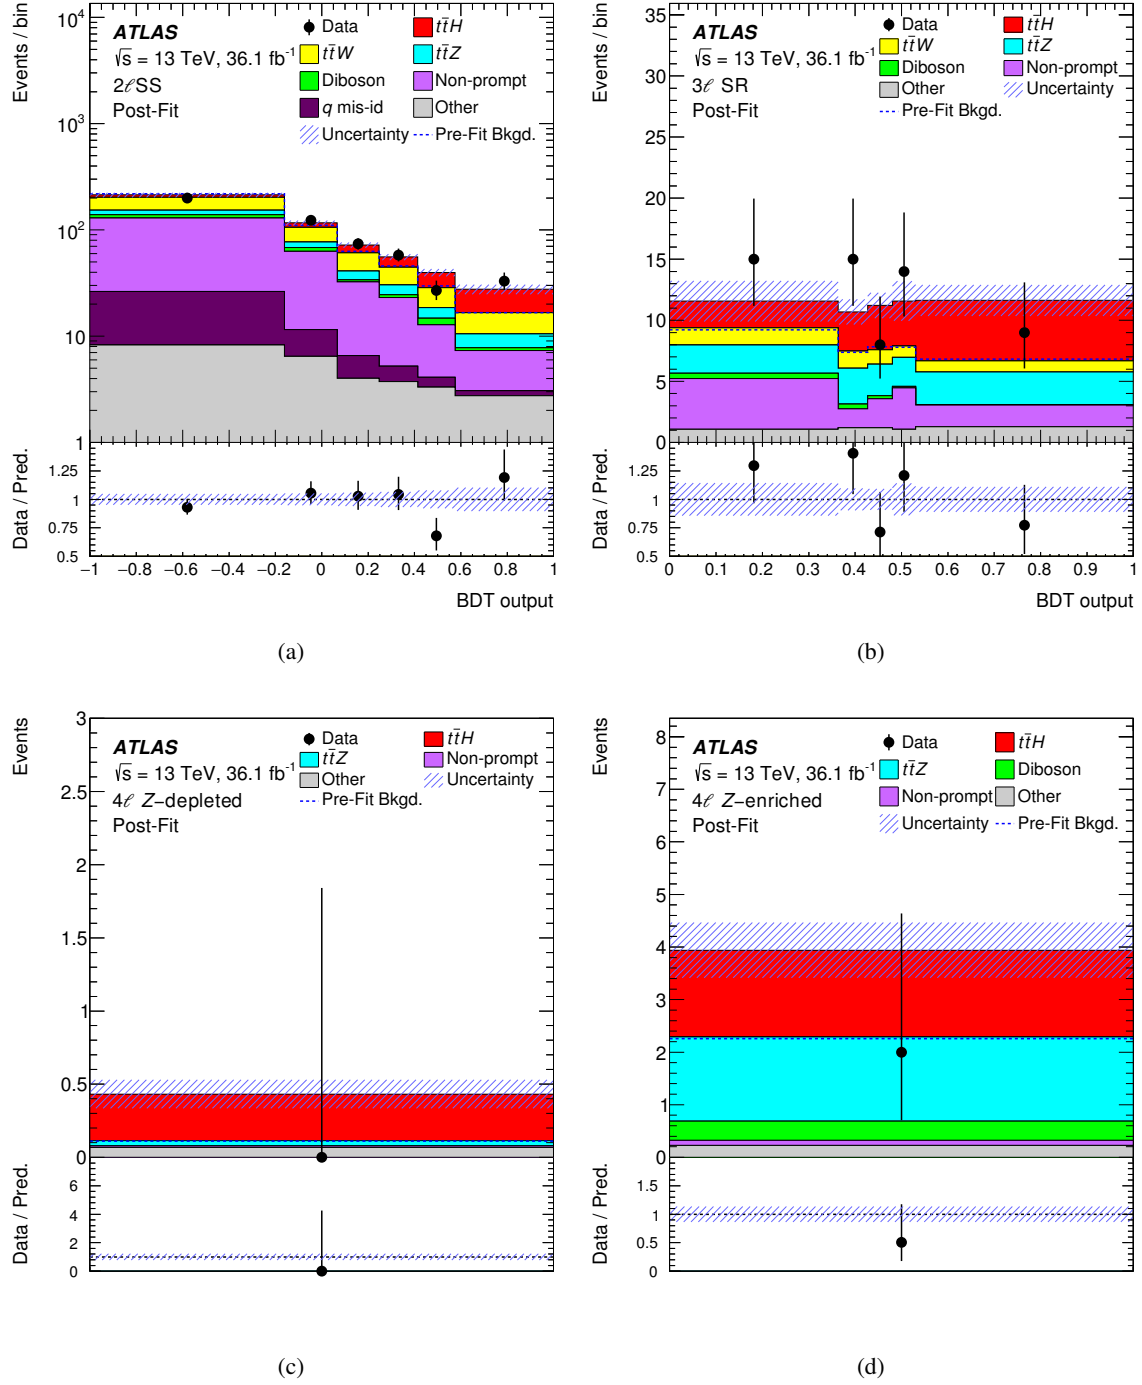 Events / bin
10⁴
10³
10²
10
1
ATLAS
√s = 13 TeV, 36.1 fb⁻¹
2ℓSS
Post-Fit
Data
tt̄H
tt̄W
tt̄Z
Diboson
Non-prompt
q mis-id
Other
Uncertainty
Pre-Fit Bkgd.
Data / Pred.
1.25
1
0.75
0.5
−1 −0.8 −0.6 −0.4 −0.2 0 0.2 0.4 0.6 0.8 1
BDT output
(a)
Events / bin
35
30
25
20
15
10
5
0
ATLAS
√s = 13 TeV, 36.1 fb⁻¹
3ℓ SR
Post-Fit
Data
tt̄H
tt̄W
tt̄Z
Diboson
Non-prompt
Other
Uncertainty
Pre-Fit Bkgd.
Data / Pred.
1.25
1
0.75
0.5
0 0.1 0.2 0.3 0.4 0.5 0.6 0.7 0.8 0.9 1
BDT output
(b)
Events
3
2.5
2
1.5
1
0.5
0
ATLAS
√s = 13 TeV, 36.1 fb⁻¹
4ℓ Z−depleted
Post-Fit
Data
tt̄H
tt̄Z
Non-prompt
Other
Uncertainty
Pre-Fit Bkgd.
Data / Pred.
6
4
2
0
(c)
Events
8
7
6
5
4
3
2
1
0
ATLAS
√s = 13 TeV, 36.1 fb⁻¹
4ℓ Z−enriched
Post-Fit
Data
tt̄H
tt̄Z
Diboson
Non-prompt
Other
Uncertainty
Pre-Fit Bkgd.
Data / Pred.
1.5
1
0.5
0
(d)